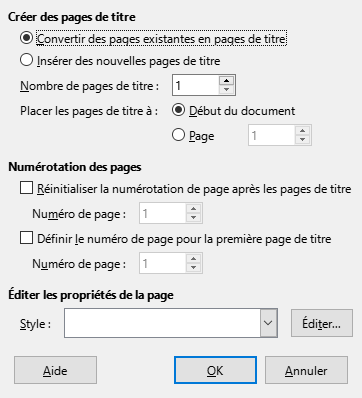 Créer des pages de titre
Convertir des pages existantes en pages de titre
Insérer des nouvelles pages de titre
Nombre de pages de titre : 1
Placer les pages de titre à : Début du document
Page 1
Numérotation des pages
Réinitialiser la numérotation de page après les pages de titre
Numéro de page : 1
Définir le numéro de page pour la première page de titre
Numéro de page : 1
Éditer les propriétés de la page
Style : Éditer...
Aide OK Annuler